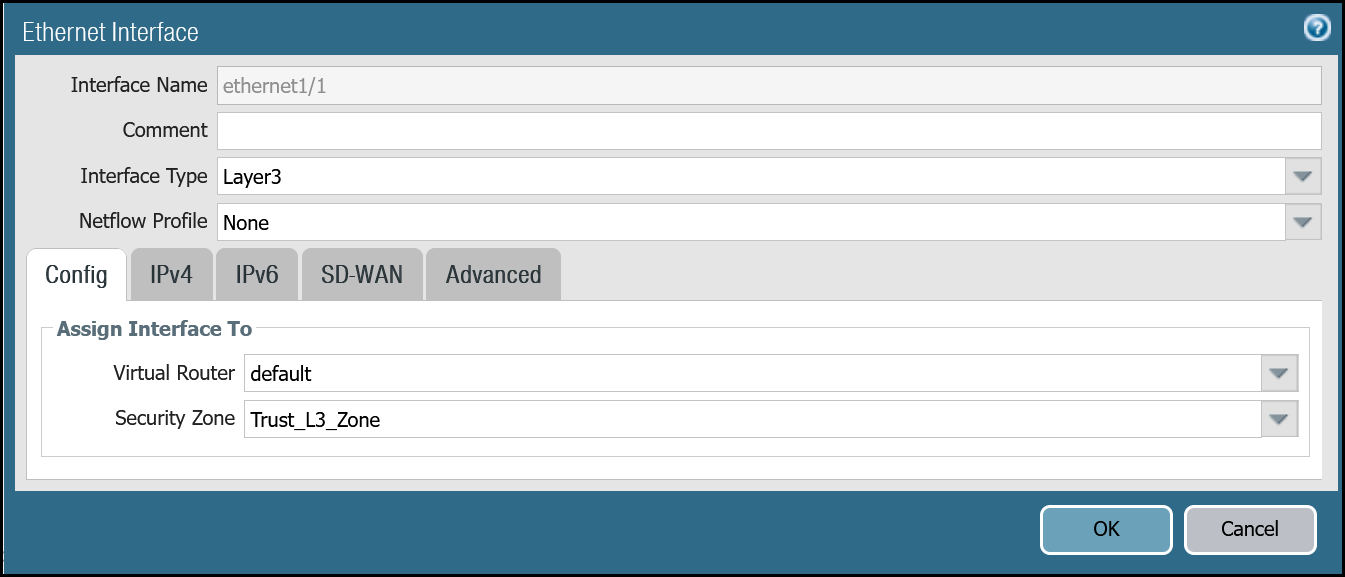 Ethernet Interface
?
Interface Name ethernet1/1
Comment
Interface Type Layer3
Netflow Profile None
Config IPv4 IPv6 SD-WAN Advanced
Assign Interface To
Virtual Router default
Security Zone Trust_L3_Zone
OK Cancel